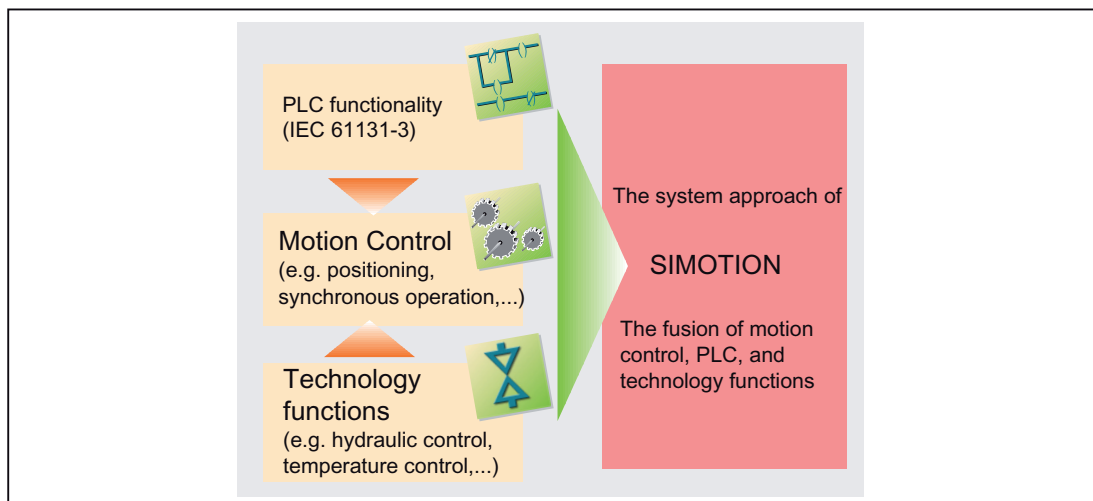 PLC functionality
(IEC 61131-3)
Motion Control
(e.g. positioning,
synchronous operation,...)
Technology
functions
(e.g. hydraulic control,
temperature control,...)
The system approach of
SIMOTION
The fusion of motion
control, PLC, and
technology functions